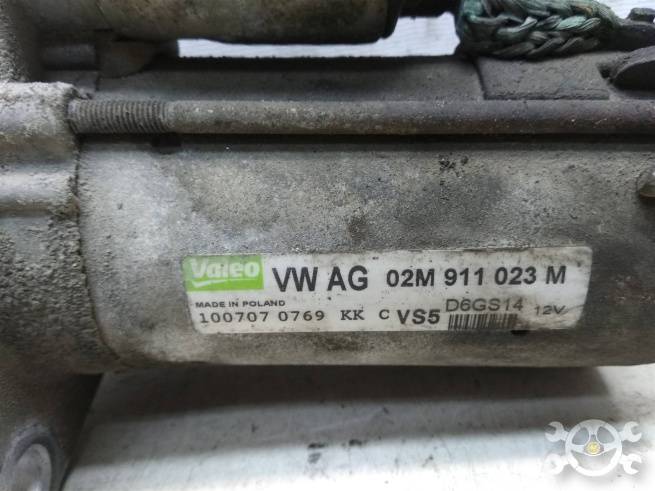 Valeo VW AG 02M 911 023 M
MADE IN POLAND D6GS14 12V
100707 0769 KK C VS5